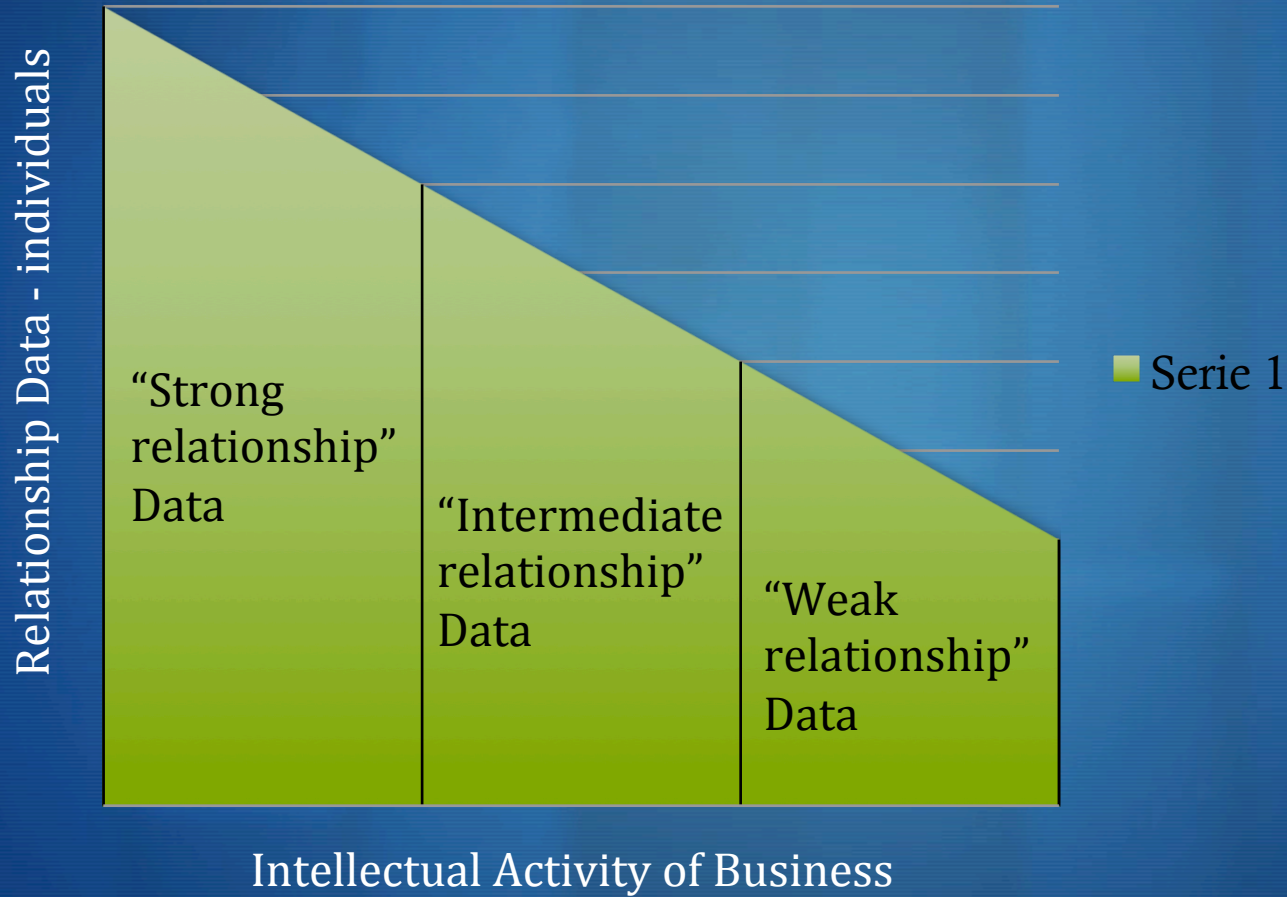 Relationship Data - individuals
“Strong
relationship”
Data
“Intermediate
relationship”
Data
“Weak
relationship”
Data
Serie 1
Intellectual Activity of Business